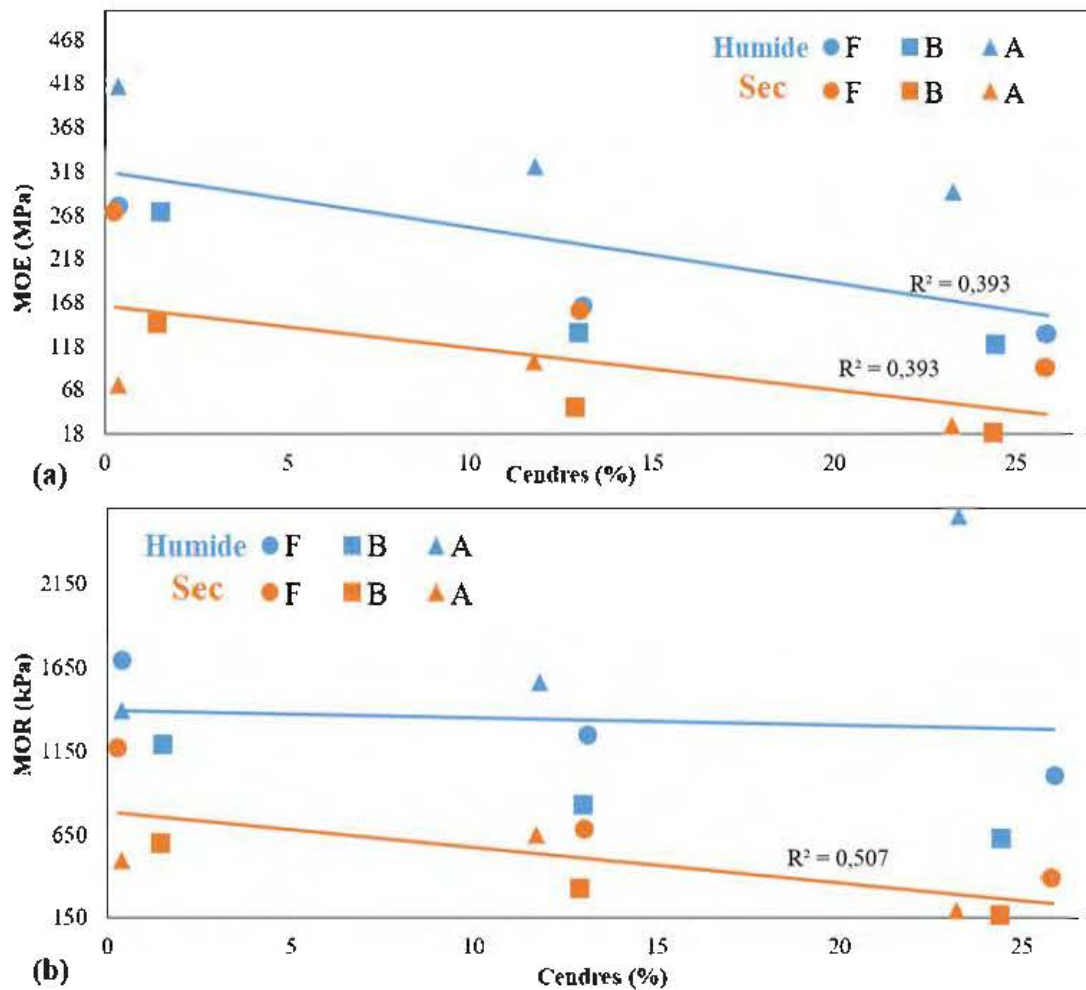 468
Humide F B A
418
Sec F B A
368
318
268
218
R² = 0,393
168
118
R² = 0,393
68
18
MOE (MPa)
0 5 10 15 20 25
(a) Cendres (%)
Humide F B A
2150
Sec F B A
1650
1150
650
R² = 0,507
150
MOR (kPa)
0 5 10 15 20 25
(b) Cendres (%)